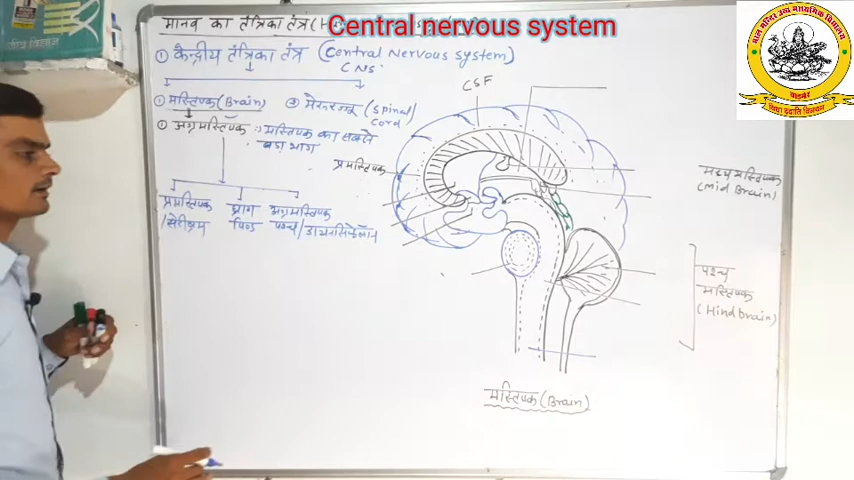 मानव का तंत्रिका तंत्र (H
Central nervous system
① केन्द्रीय तंत्रिका तंत्र (Central Nervous System)
CNS
① मस्तिष्क (Brain) ② मेरुरज्जू (Spinal/
Cord)
① अग्रमस्तिष्क :- मस्तिष्क का सबसे
बड़ा भाग
प्रमस्तिष्क घ्राण अग्रमस्तिष्क
/सेरीब्रम पिण्ड पश्च/डायनसिफेलॉन
CSF
प्रमस्तिष्क
मध्य मस्तिष्क
(Mid Brain)
पश्च
मस्तिष्क
(Hind brain)
मस्तिष्क (Brain)